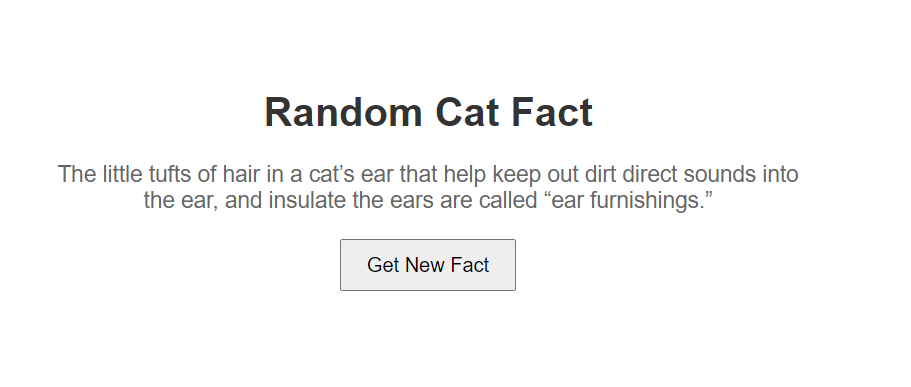 Random Cat Fact
The little tufts of hair in a cat’s ear that help keep out dirt direct sounds into
the ear, and insulate the ears are called “ear furnishings.”
Get New Fact